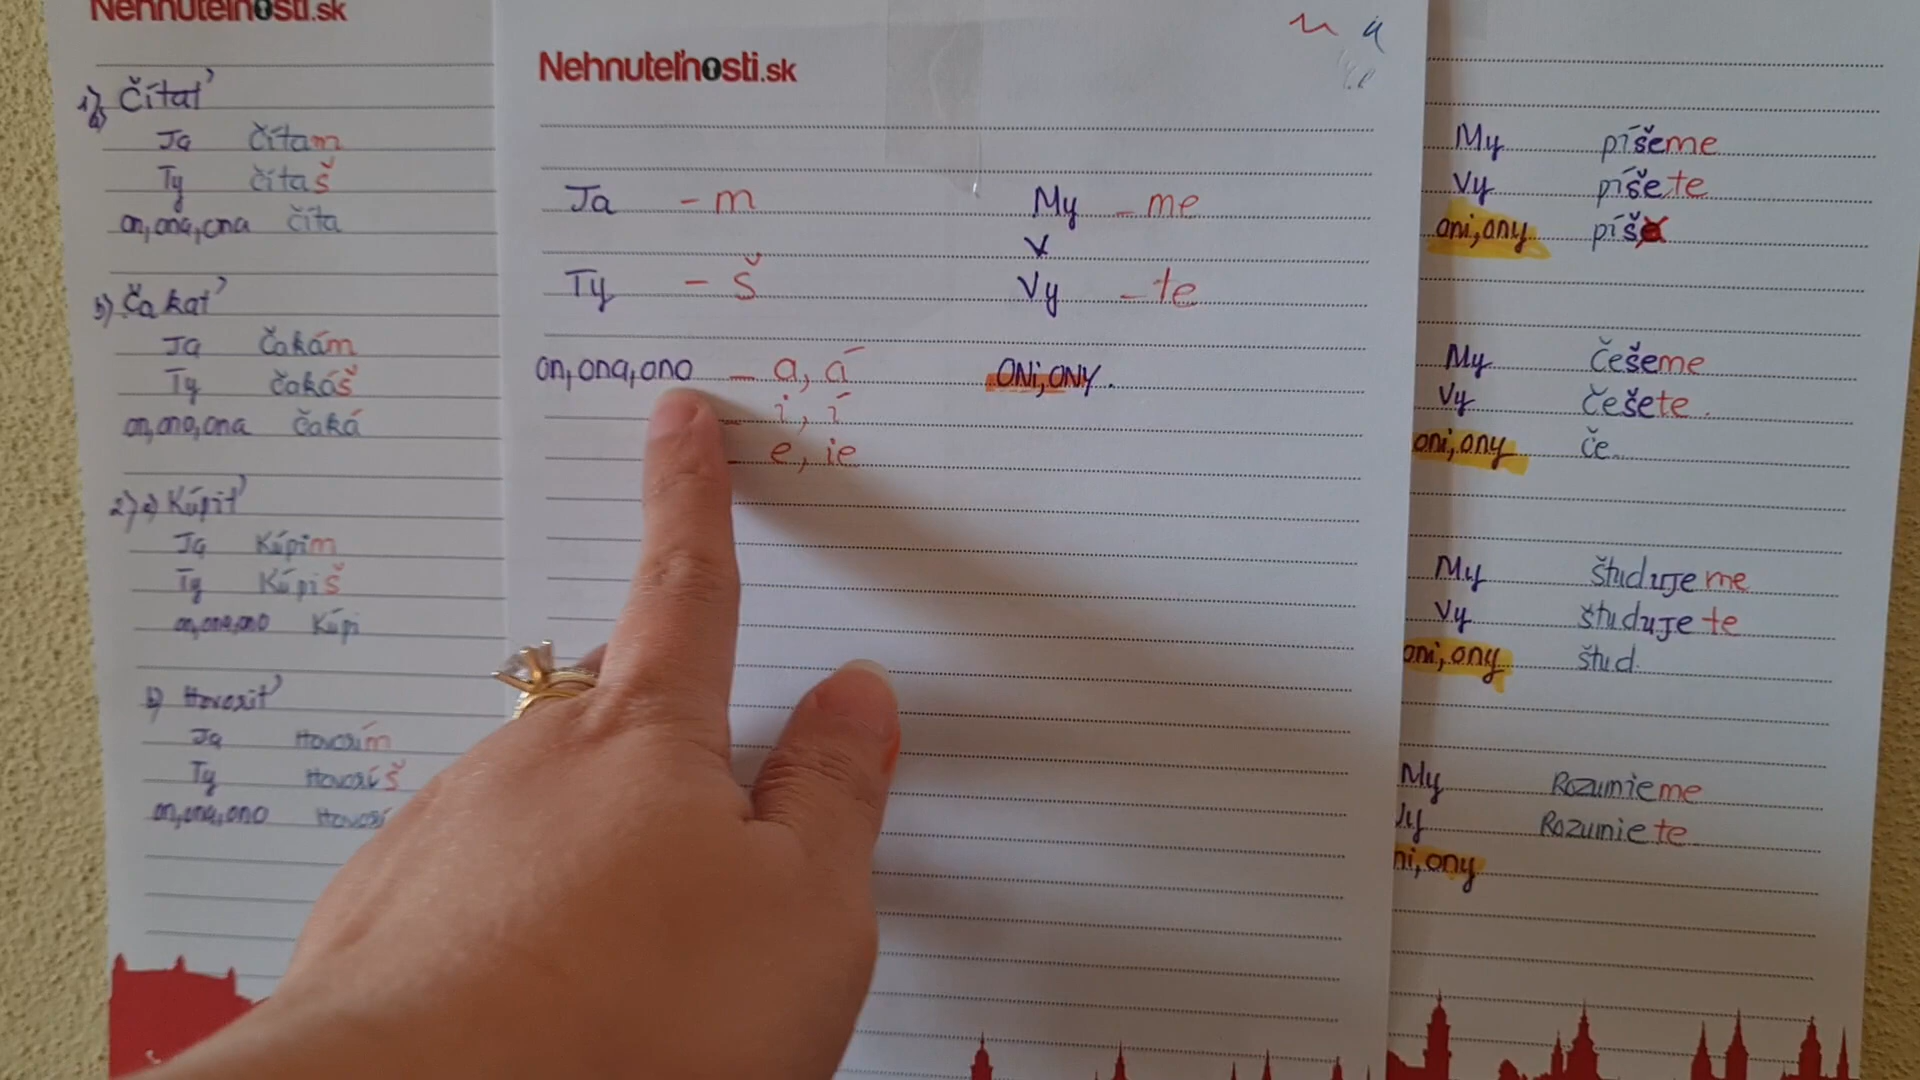 Nehnuteľnosti.sk
1) a) Čítať
Ja čítam
Ty čítaš
on, ona, ona číta
b) Čakať
Ja čakám
Ty čakáš
on, ono, ona čaká
2) a) Kúpiť
Ja Kúpim
Ty Kúpiš
on, ona, ono Kúpi
b) Hovoriť
Ja Hovorím
Ty Hovoríš
on, ona, ono Hovorí
Nehnuteľnosti.sk
Ja - m My - me
Ty - š Vy - te
on, ona, ono - a, á ONi, ONY.
- i, í
- e, ie
My píšeme
Vy píšete
oni, ony píš
My Češeme
Vy Češete.
oni, ony če
My študujeme
Vy študujete
oni, ony štud
My Rozumieme
Vy Rozumiete
ni, ony